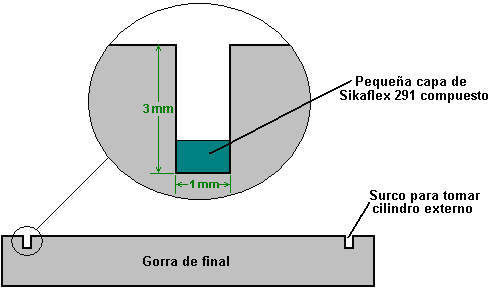 Pequeña capa de
Sikaflex 291 compuesto
3mm
1mm
Surco para tomar
cilindro externo
Gorra de final